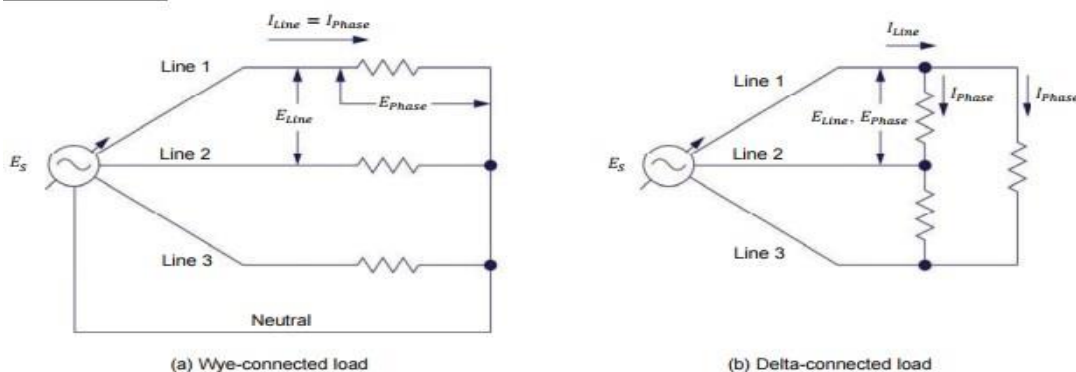 I_Line = I_Phase
Line 1
E_Phase
E_Line
E_S
Line 2
Line 3
Neutral
(a) Wye-connected load
I_Line
Line 1
I_Phase
I_Phase
E_Line, E_Phase
E_S
Line 2
Line 3
(b) Delta-connected load